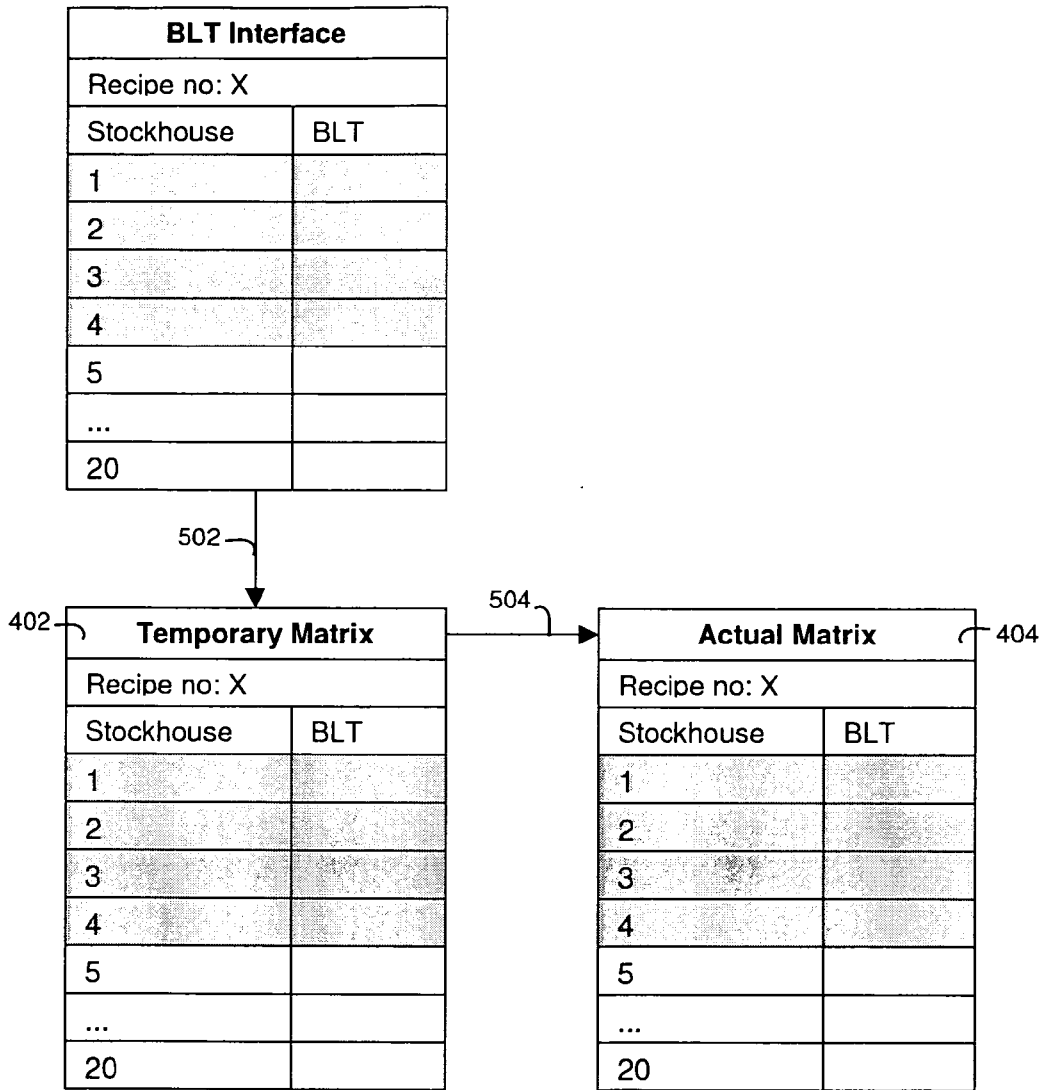 BLT Interface
Recipe no: X
Stockhouse BLT
1
2
3
4
5
...
20
502
504
402
Temporary Matrix
Recipe no: X
Stockhouse BLT
1
2
3
4
5
...
20
Actual Matrix
404
Recipe no: X
Stockhouse BLT
1
2
3
4
5
...
20